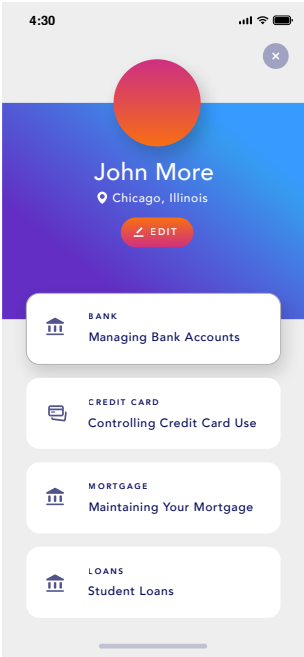 4:30
John More
Chicago, Illinois
EDIT
BANK
Managing Bank Accounts
CREDIT CARD
Controlling Credit Card Use
MORTGAGE
Maintaining Your Mortgage
LOANS
Student Loans